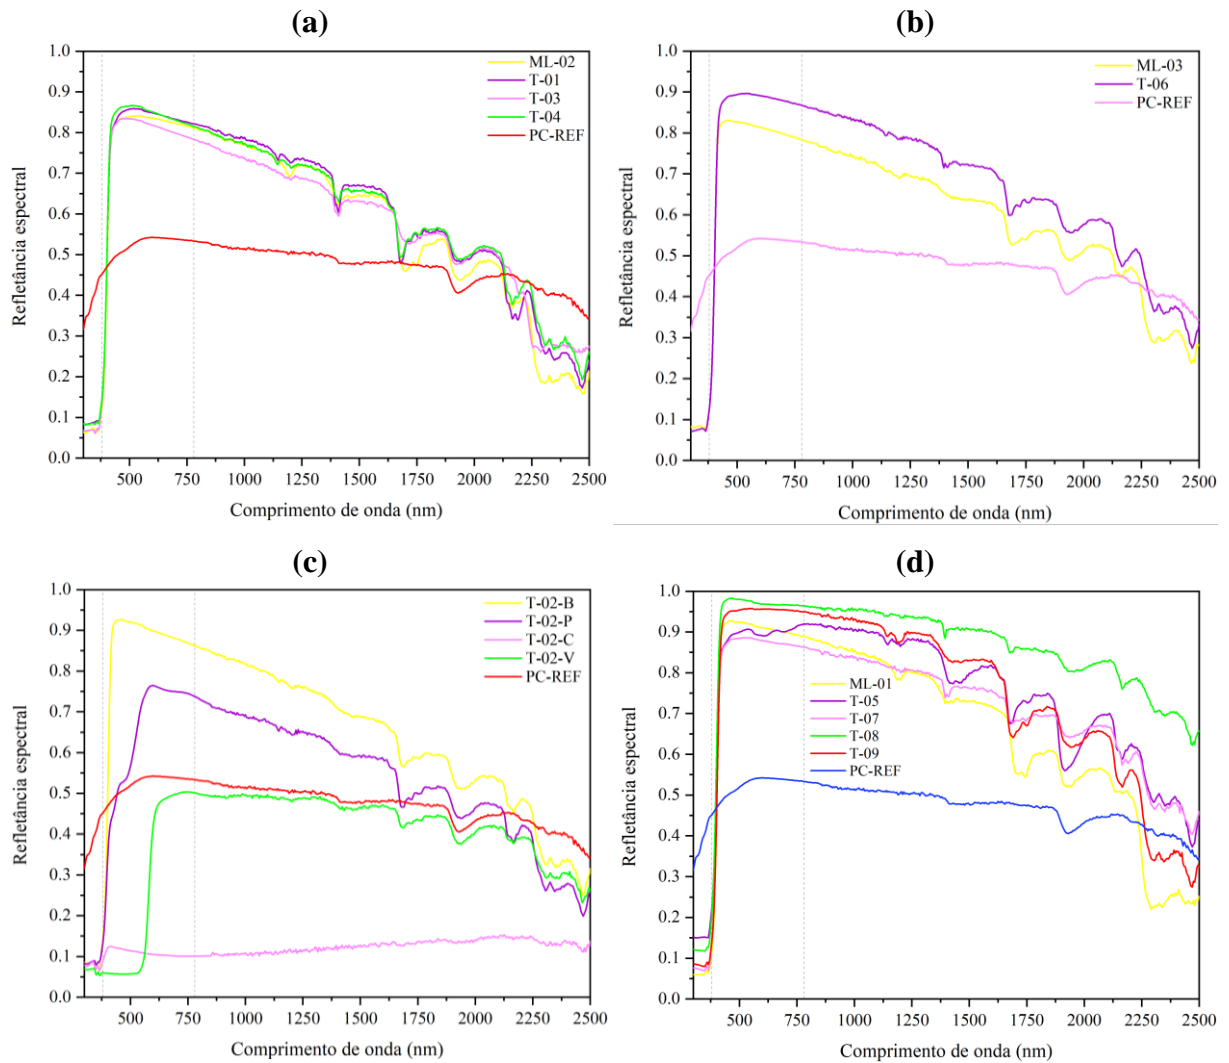 (a)
ML-02
T-01
T-03
T-04
PC-REF
Refletância espectral
1.0
0.9
0.8
0.7
0.6
0.5
0.4
0.3
0.2
0.1
0.0
500 750 1000 1250 1500 1750 2000 2250 2500
Comprimento de onda (nm)
(b)
ML-03
T-06
PC-REF
Refletância espectral
1.0
0.9
0.8
0.7
0.6
0.5
0.4
0.3
0.2
0.1
0.0
500 750 1000 1250 1500 1750 2000 2250 2500
Comprimento de onda (nm)
(c)
T-02-B
T-02-P
T-02-C
T-02-V
PC-REF
Refletância espectral
1.0
0.9
0.8
0.7
0.6
0.5
0.4
0.3
0.2
0.1
0.0
500 750 1000 1250 1500 1750 2000 2250 2500
Comprimento de onda (nm)
(d)
ML-01
T-05
T-07
T-08
T-09
PC-REF
Refletância espectral
1.0
0.9
0.8
0.7
0.6
0.5
0.4
0.3
0.2
0.1
0.0
500 750 1000 1250 1500 1750 2000 2250 2500
Comprimento de onda (nm)